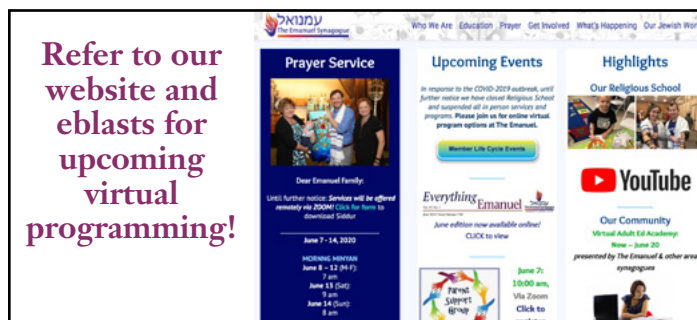 Refer to our
website and
eblasts for
upcoming
virtual
programming!
עמנואל
The Emanuel Synagogue
Who We Are Education Prayer Get Involved What's Happening Our Jewish Wor
Prayer Service
Dear Emanuel Family:
Until further notice: Services will be offered
remotely via ZOOM! Click for form to
download Siddur
June 7 - 14, 2020
MORNING MINYAN
June 8 – 12 (M-F):
7 am
June 13 (Sat):
9 am
June 14 (Sun):
8 am
Upcoming Events
In response to the COVID-2019 outbreak, until
further notice we have closed Religious School
and suspended all in person services and
programs. Please join us for online virtual
program options at The Emanuel.
Member Life Cycle Events
Everything
Emanuel
עמנואל
June edition now available online!
CLICK to view
Parent
Support
Group
June 7:
10:00 am,
Via Zoom
Click to
Highlights
Our Religious School
YouTube
Our Community
Virtual Adult Ed Academy:
Now – June 20
presented by The Emanuel & other area
synagogues